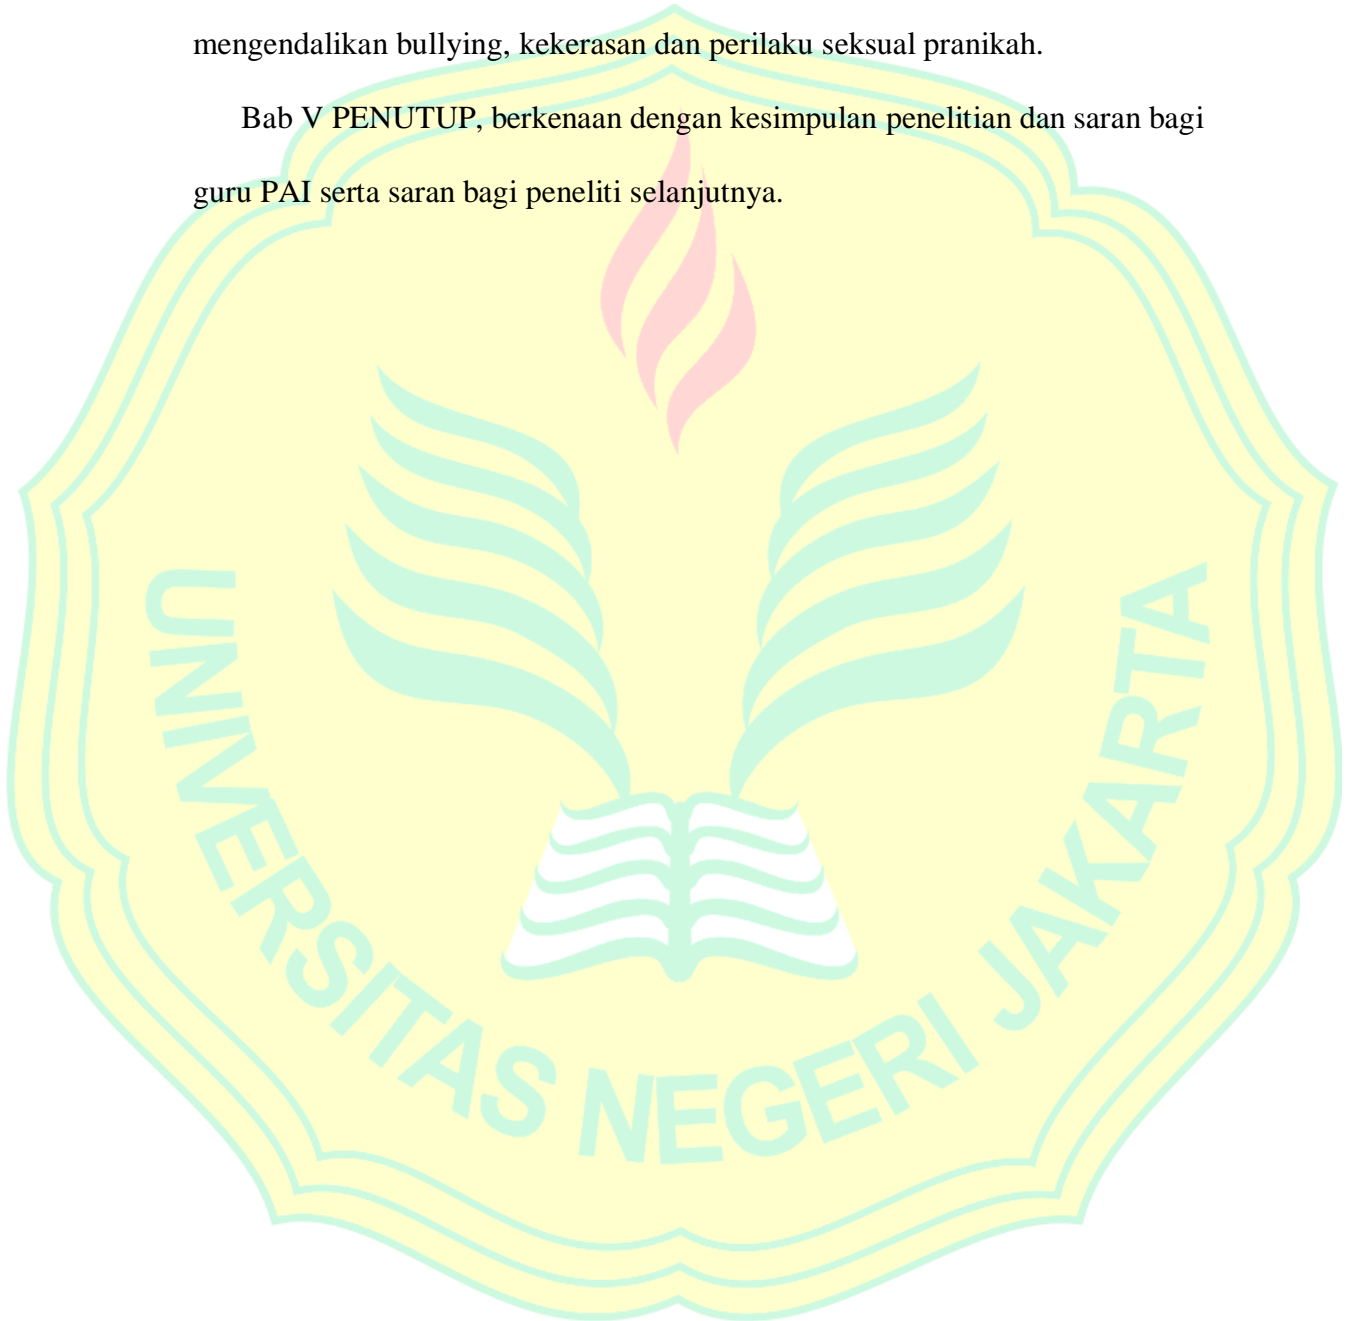 mengendalikan bullying, kekerasan dan perilaku seksual pranikah.
Bab V PENUTUP, berkenaan dengan kesimpulan penelitian dan saran bagi
guru PAI serta saran bagi peneliti selanjutnya.
UNIVERSITAS NEGERI JAKARTA